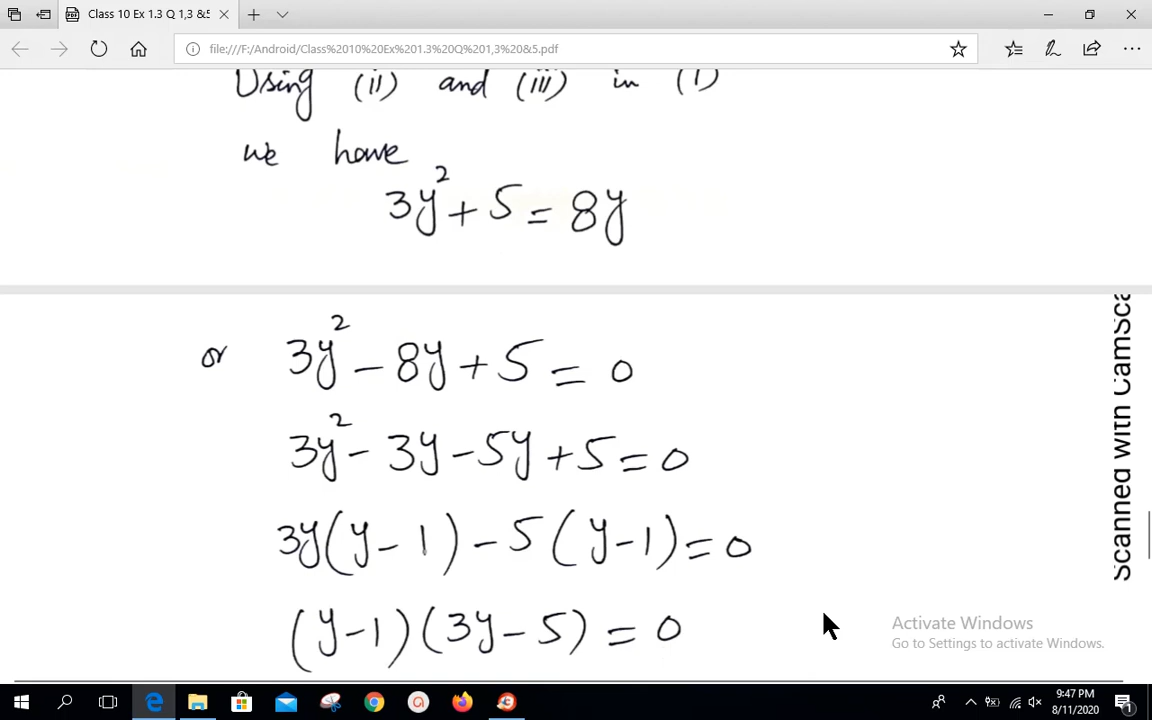 Class 10 Ex 1.3 Q 1,3 &5
file:///F:/Android/Class%2010%20Ex%201.3%20Q%201,3%20&5.pdf
Using (ii) and (iii) in (1)
we have
3y² + 5 = 8y
or 3y² - 8y + 5 = 0
3y² - 3y - 5y + 5 = 0
3y(y - 1) - 5(y - 1) = 0
(y - 1)(3y - 5) = 0
Scanned with CamSca
Activate Windows
Go to Settings to activate Windows.
9:47 PM
8/11/2020